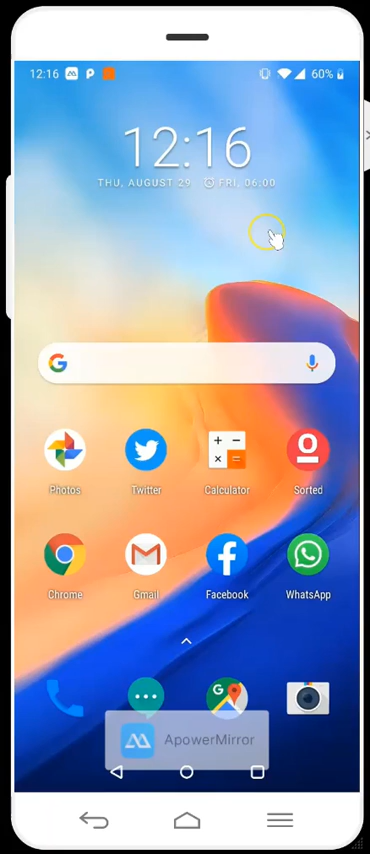 12:16 P 60%
12:16
THU, AUGUST 29 FRI, 06:00
G
Photos Twitter Calculator Sorted
Chrome Gmail Facebook WhatsApp
ApowerMirror